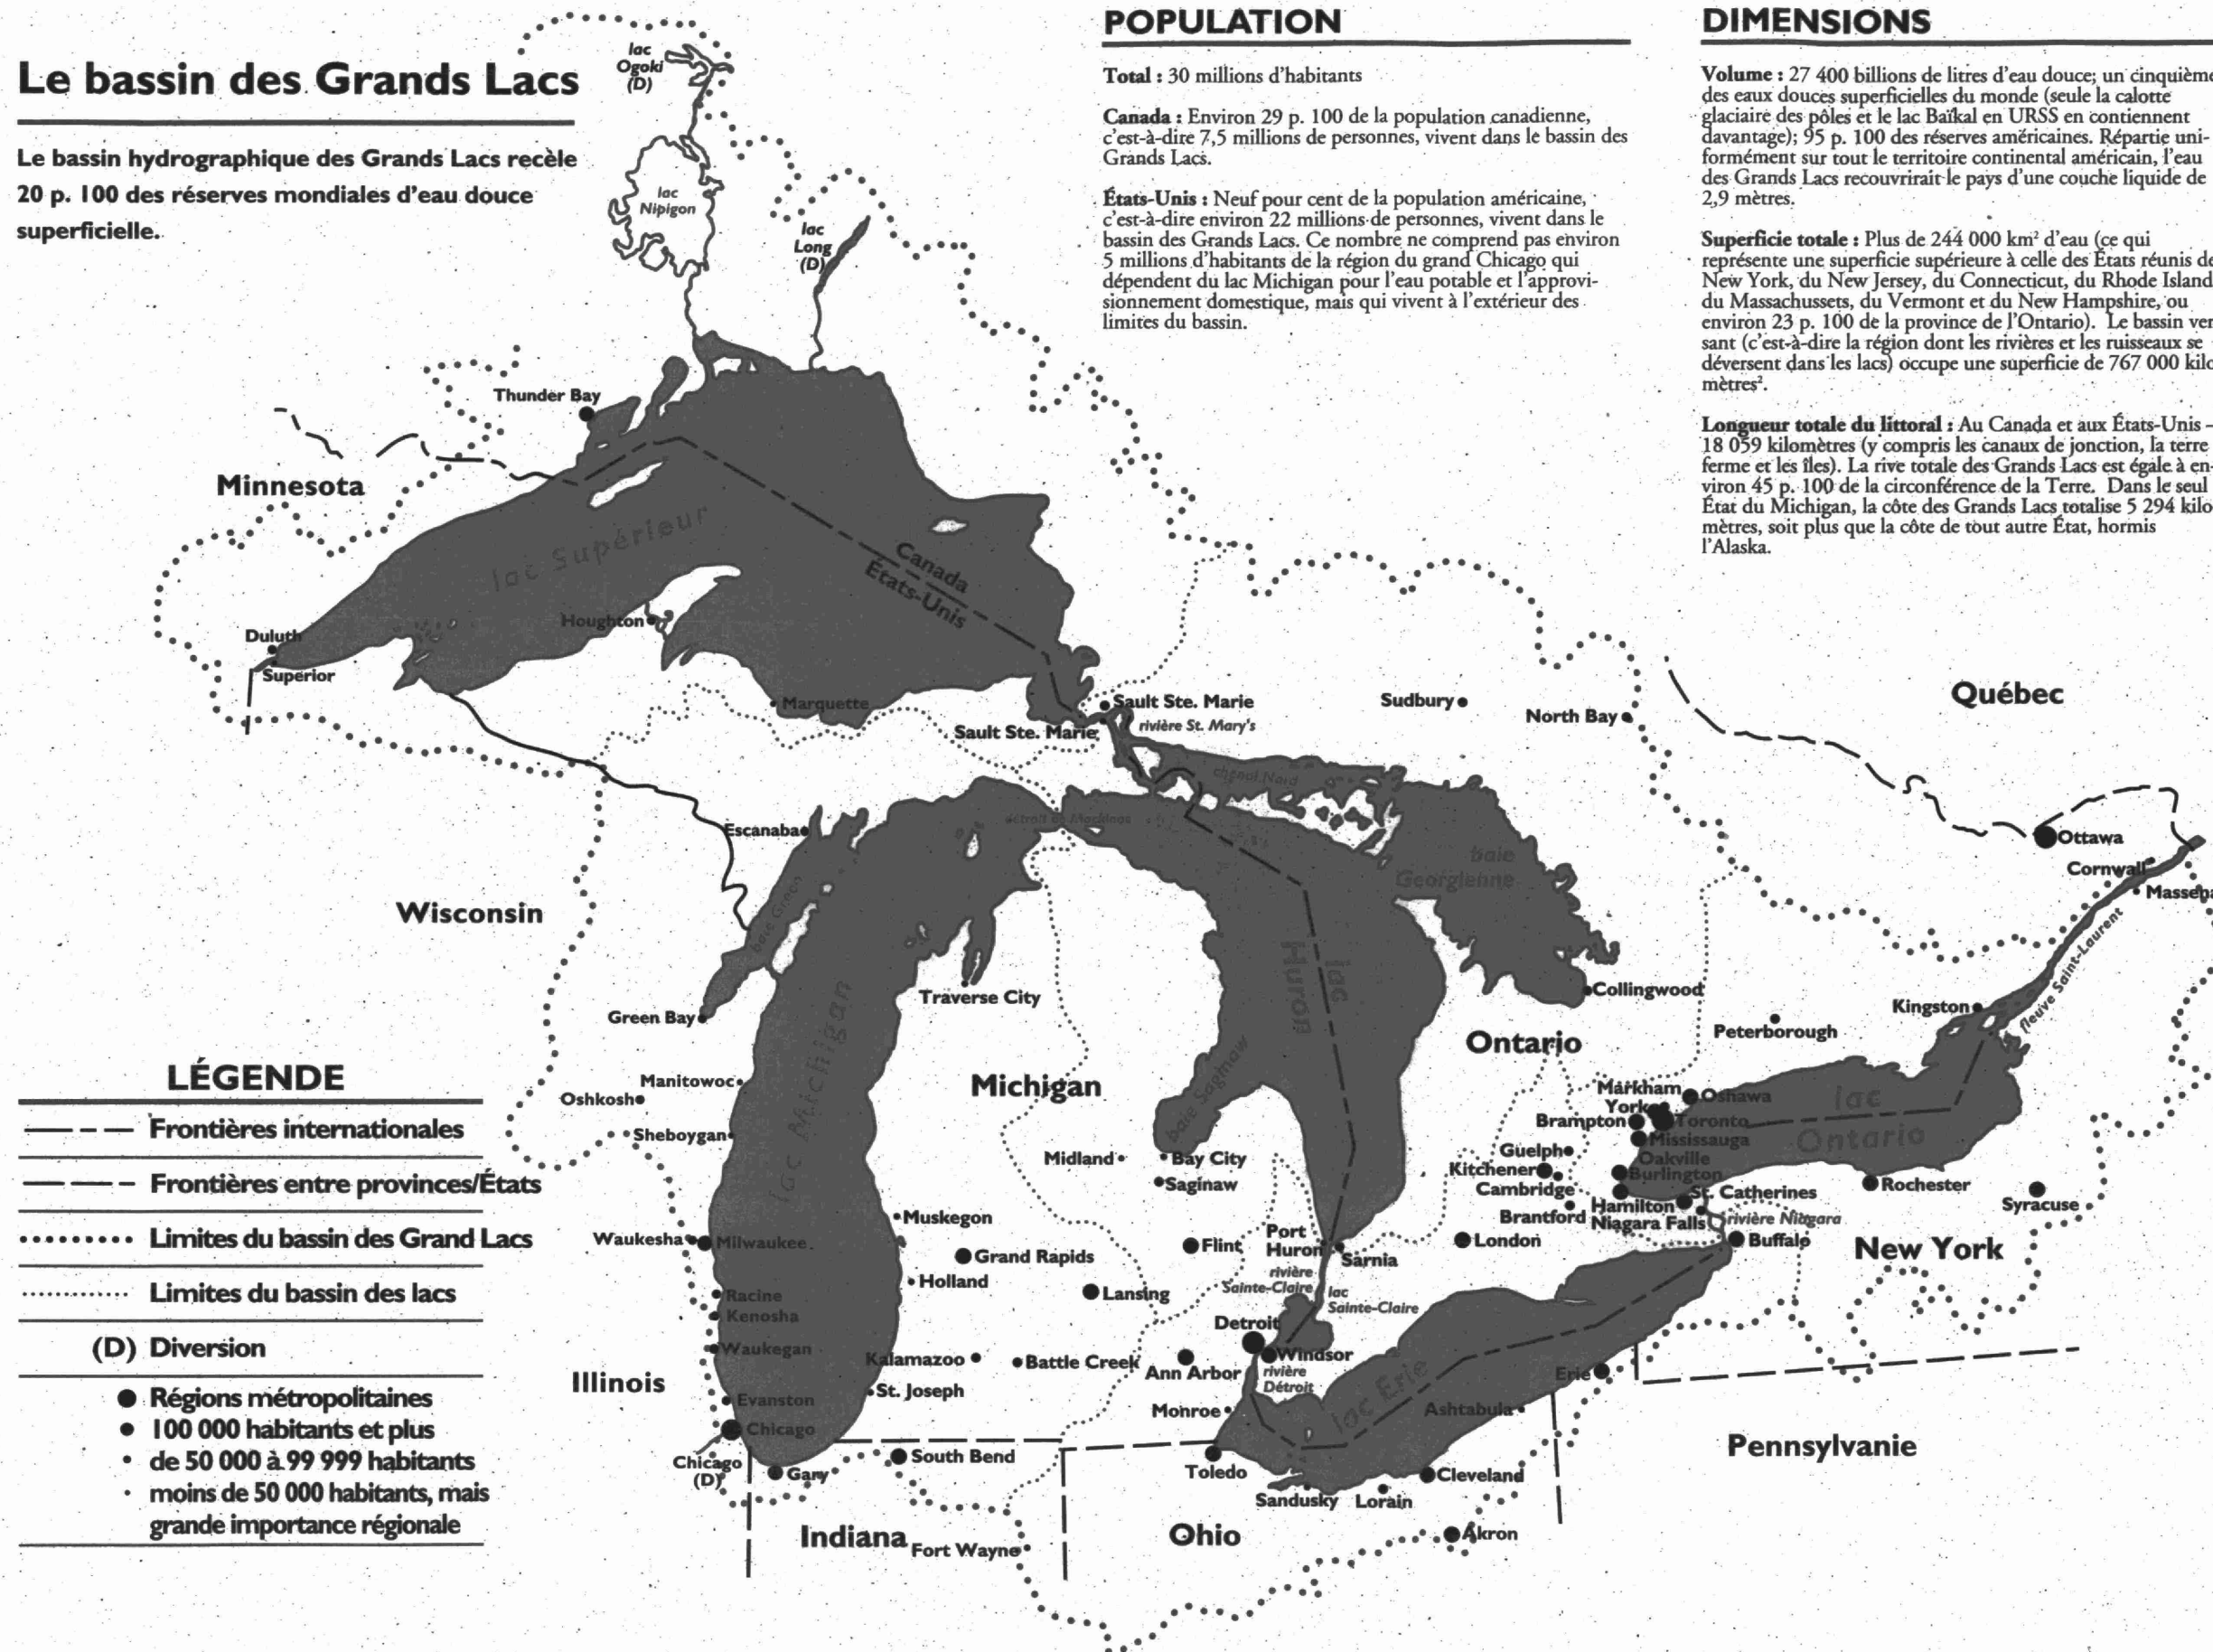 Le bassin des Grands Lacs
Le bassin hydrographique des Grands Lacs recèle
20 p. 100 des réserves mondiales d'eau douce
superficielle.
POPULATION
Total : 30 millions d'habitants
Canada : Environ 29 p. 100 de la population canadienne,
c'est-à-dire 7,5 millions de personnes, vivent dans le bassin des
Grands Lacs.
États-Unis : Neuf pour cent de la population américaine,
c'est-à-dire environ 22 millions de personnes, vivent dans le
bassin des Grands Lacs. Ce nombre ne comprend pas environ
5 millions d'habitants de la région du grand Chicago qui
dépendent du lac Michigan pour l'eau potable et l'approvi-
sionnement domestique, mais qui vivent à l'extérieur des
limites du bassin.
DIMENSIONS
Volume : 27 400 billions de litres d'eau douce; un cinquième
des eaux douces superficielles du monde (seule la calotte
glaciaire des pôles et le lac Baïkal en URSS en contiennent
davantage); 95 p. 100 des réserves américaines. Répartie uni-
formément sur tout le territoire continental américain, l'eau
des Grands Lacs recouvrirait le pays d'une couche liquide de
2,9 mètres.
Superficie totale : Plus de 244 000 km² d'eau (ce qui
représente une superficie supérieure à celle des États réunis de
New York, du New Jersey, du Connecticut, du Rhode Island
du Massachussets, du Vermont et du New Hampshire, ou
environ 23 p. 100 de la province de l'Ontario). Le bassin ver
sant (c'est-à-dire la région dont les rivières et les ruisseaux se
déversent dans les lacs) occupe une superficie de 767 000 kilo
mètres².
Longueur totale du littoral : Au Canada et aux États-Unis –
18 059 kilomètres (y compris les canaux de jonction, la terre
ferme et les îles). La rive totale des Grands Lacs est égale à en-
viron 45 p. 100 de la circonférence de la Terre. Dans le seul
État du Michigan, la côte des Grands Lacs totalise 5 294 kilo
mètres, soit plus que la côte de tout autre État, hormis
l'Alaska.
lac
Ogoki
(D)
lac
Nipigon
lac
Long
(D)
Thunder Bay
Minnesota
lac Supérieur
Canada
États-Unis
Houghton
Duluth
Superior
Marquette
Sault Ste. Marie
Sault Ste. Marie
rivière St. Mary's
Sudbury
North Bay
Québec
chenal Nord
détroit de Mackinac
Escanaba
baie
Georgienne
Ottawa
Cornwall
Massena
Wisconsin
baie Green
lac
Huron
fleuve Saint-Laurent
Traverse City
Collingwood
Green Bay
Kingston
Peterborough
Ontario
lac Michigan
baie Saginaw
Michigan
Manitowoc
Oshkosh
Sheboygan
Markham
Oshawa
York
Toronto
Brampton
Mississauga
lac
Ontario
Guelph
Oakville
Kitchener
Burlington
Cambridge
St. Catherines
Rochester
Syracuse
Midland
Bay City
Saginaw
Brantford
Hamilton
Niagara Falls
rivière Niagara
Muskegon
Waukesha
Milwaukee
Grand Rapids
Flint
Port
Huron
Sarnia
London
Buffalo
New York
Holland
Lansing
rivière
Sainte-Claire
lac
Sainte-Claire
Racine
Kenosha
Detroit
Windsor
Waukegan
Kalamazoo
Battle Creek
Ann Arbor
rivière
Détroit
lac Erie
Erie
Illinois
St. Joseph
Evanston
Monroe
Ashtabula
Chicago
Chicago
(D)
Gary
South Bend
Toledo
Cleveland
Pennsylvanie
Sandusky
Lorain
Indiana
Fort Wayne
Ohio
Akron
LÉGENDE
Frontières internationales
Frontières entre provinces/États
Limites du bassin des Grand Lacs
Limites du bassin des lacs
(D) Diversion
Régions métropolitaines
100 000 habitants et plus
de 50 000 à 99 999 habitants
moins de 50 000 habitants, mais
grande importance régionale